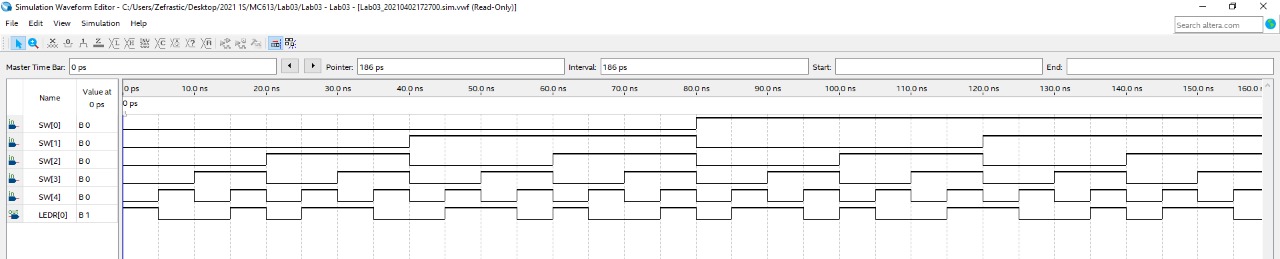 Simulation Waveform Editor - C:/Users/Zefrastic/Desktop/2021 1S/MC613/Lab03/Lab03 - Lab03 - [Lab03_20210402172700.sim.vwf (Read-Only)]
File Edit View Simulation Help
Search altera.com
Master Time Bar: 0 ps Pointer: 186 ps Interval: 186 ps Start: End:
Name Value at 0 ps
0 ps 10.0 ns 20.0 ns 30.0 ns 40.0 ns 50.0 ns 60.0 ns 70.0 ns 80.0 ns 90.0 ns 100.0 ns 110.0 ns 120.0 ns 130.0 ns 140.0 ns 150.0 ns 160.0 n
0 ps
SW[0] B 0
SW[1] B 0
SW[2] B 0
SW[3] B 0
SW[4] B 0
LEDR[0] B 1